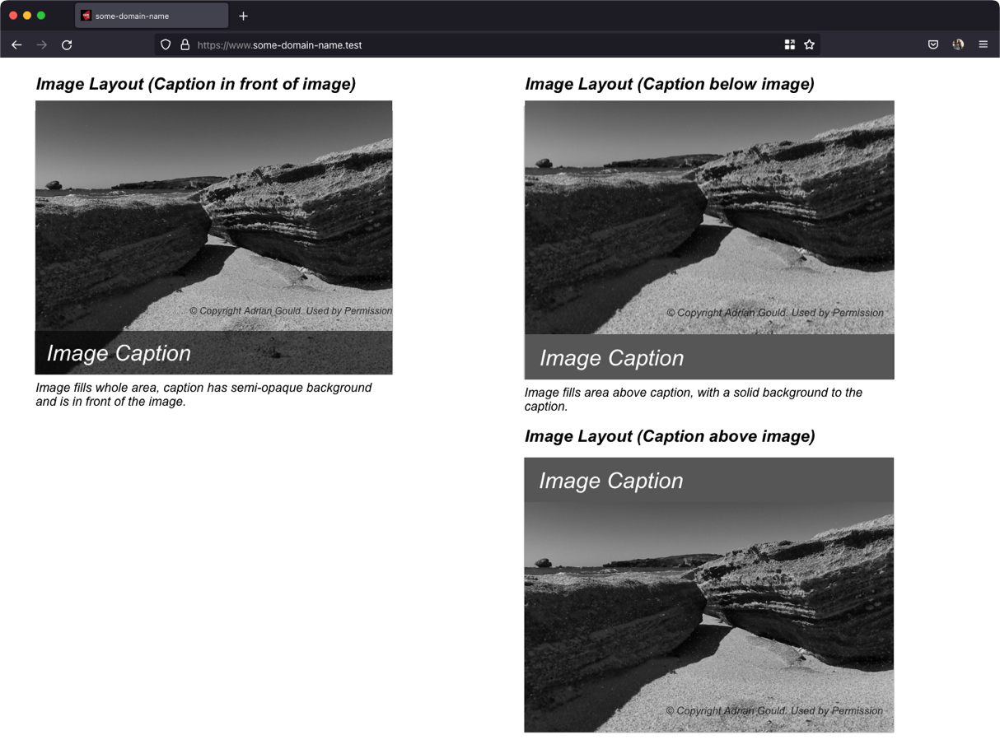 some-domain-name
https://www.some-domain-name.test
Image Layout (Caption in front of image)
© Copyright Adrian Gould. Used by Permission
Image Caption
Image fills whole area, caption has semi-opaque background
and is in front of the image.
Image Layout (Caption below image)
© Copyright Adrian Gould. Used by Permission
Image Caption
Image fills area above caption, with a solid background to the
caption.
Image Layout (Caption above image)
Image Caption
© Copyright Adrian Gould. Used by Permission